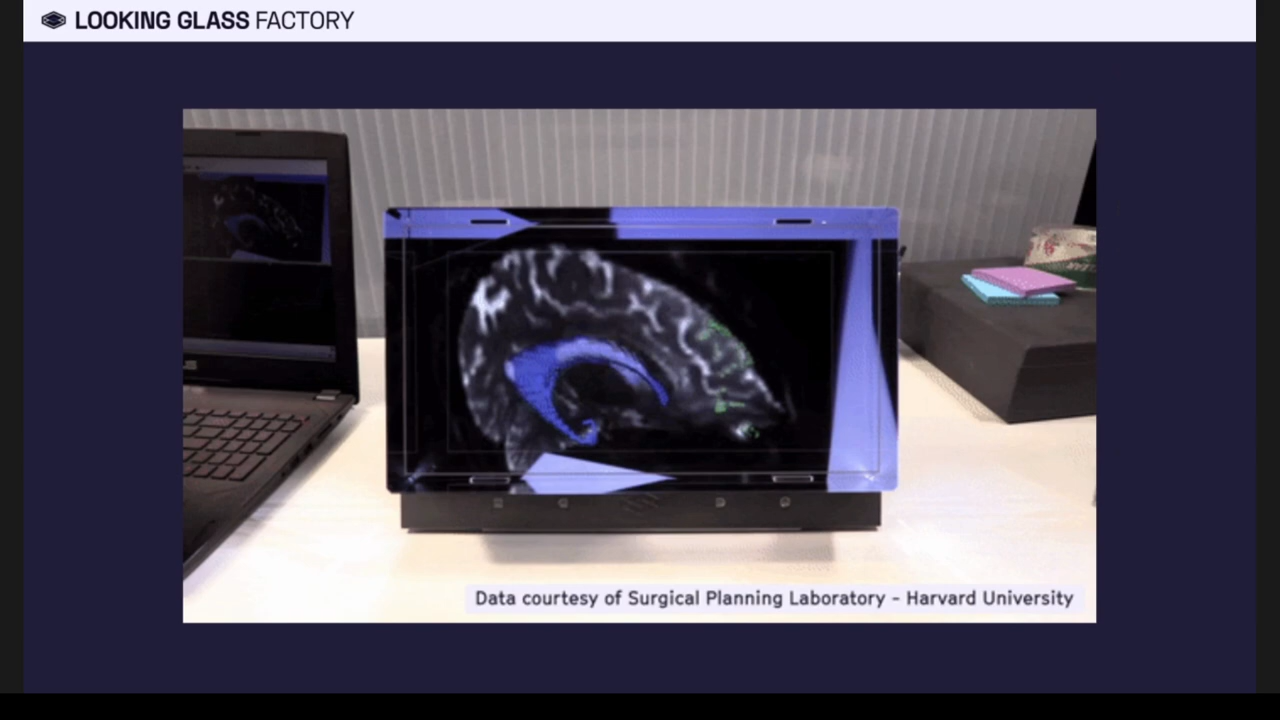 LOOKING GLASS FACTORY
Data courtesy of Surgical Planning Laboratory - Harvard University